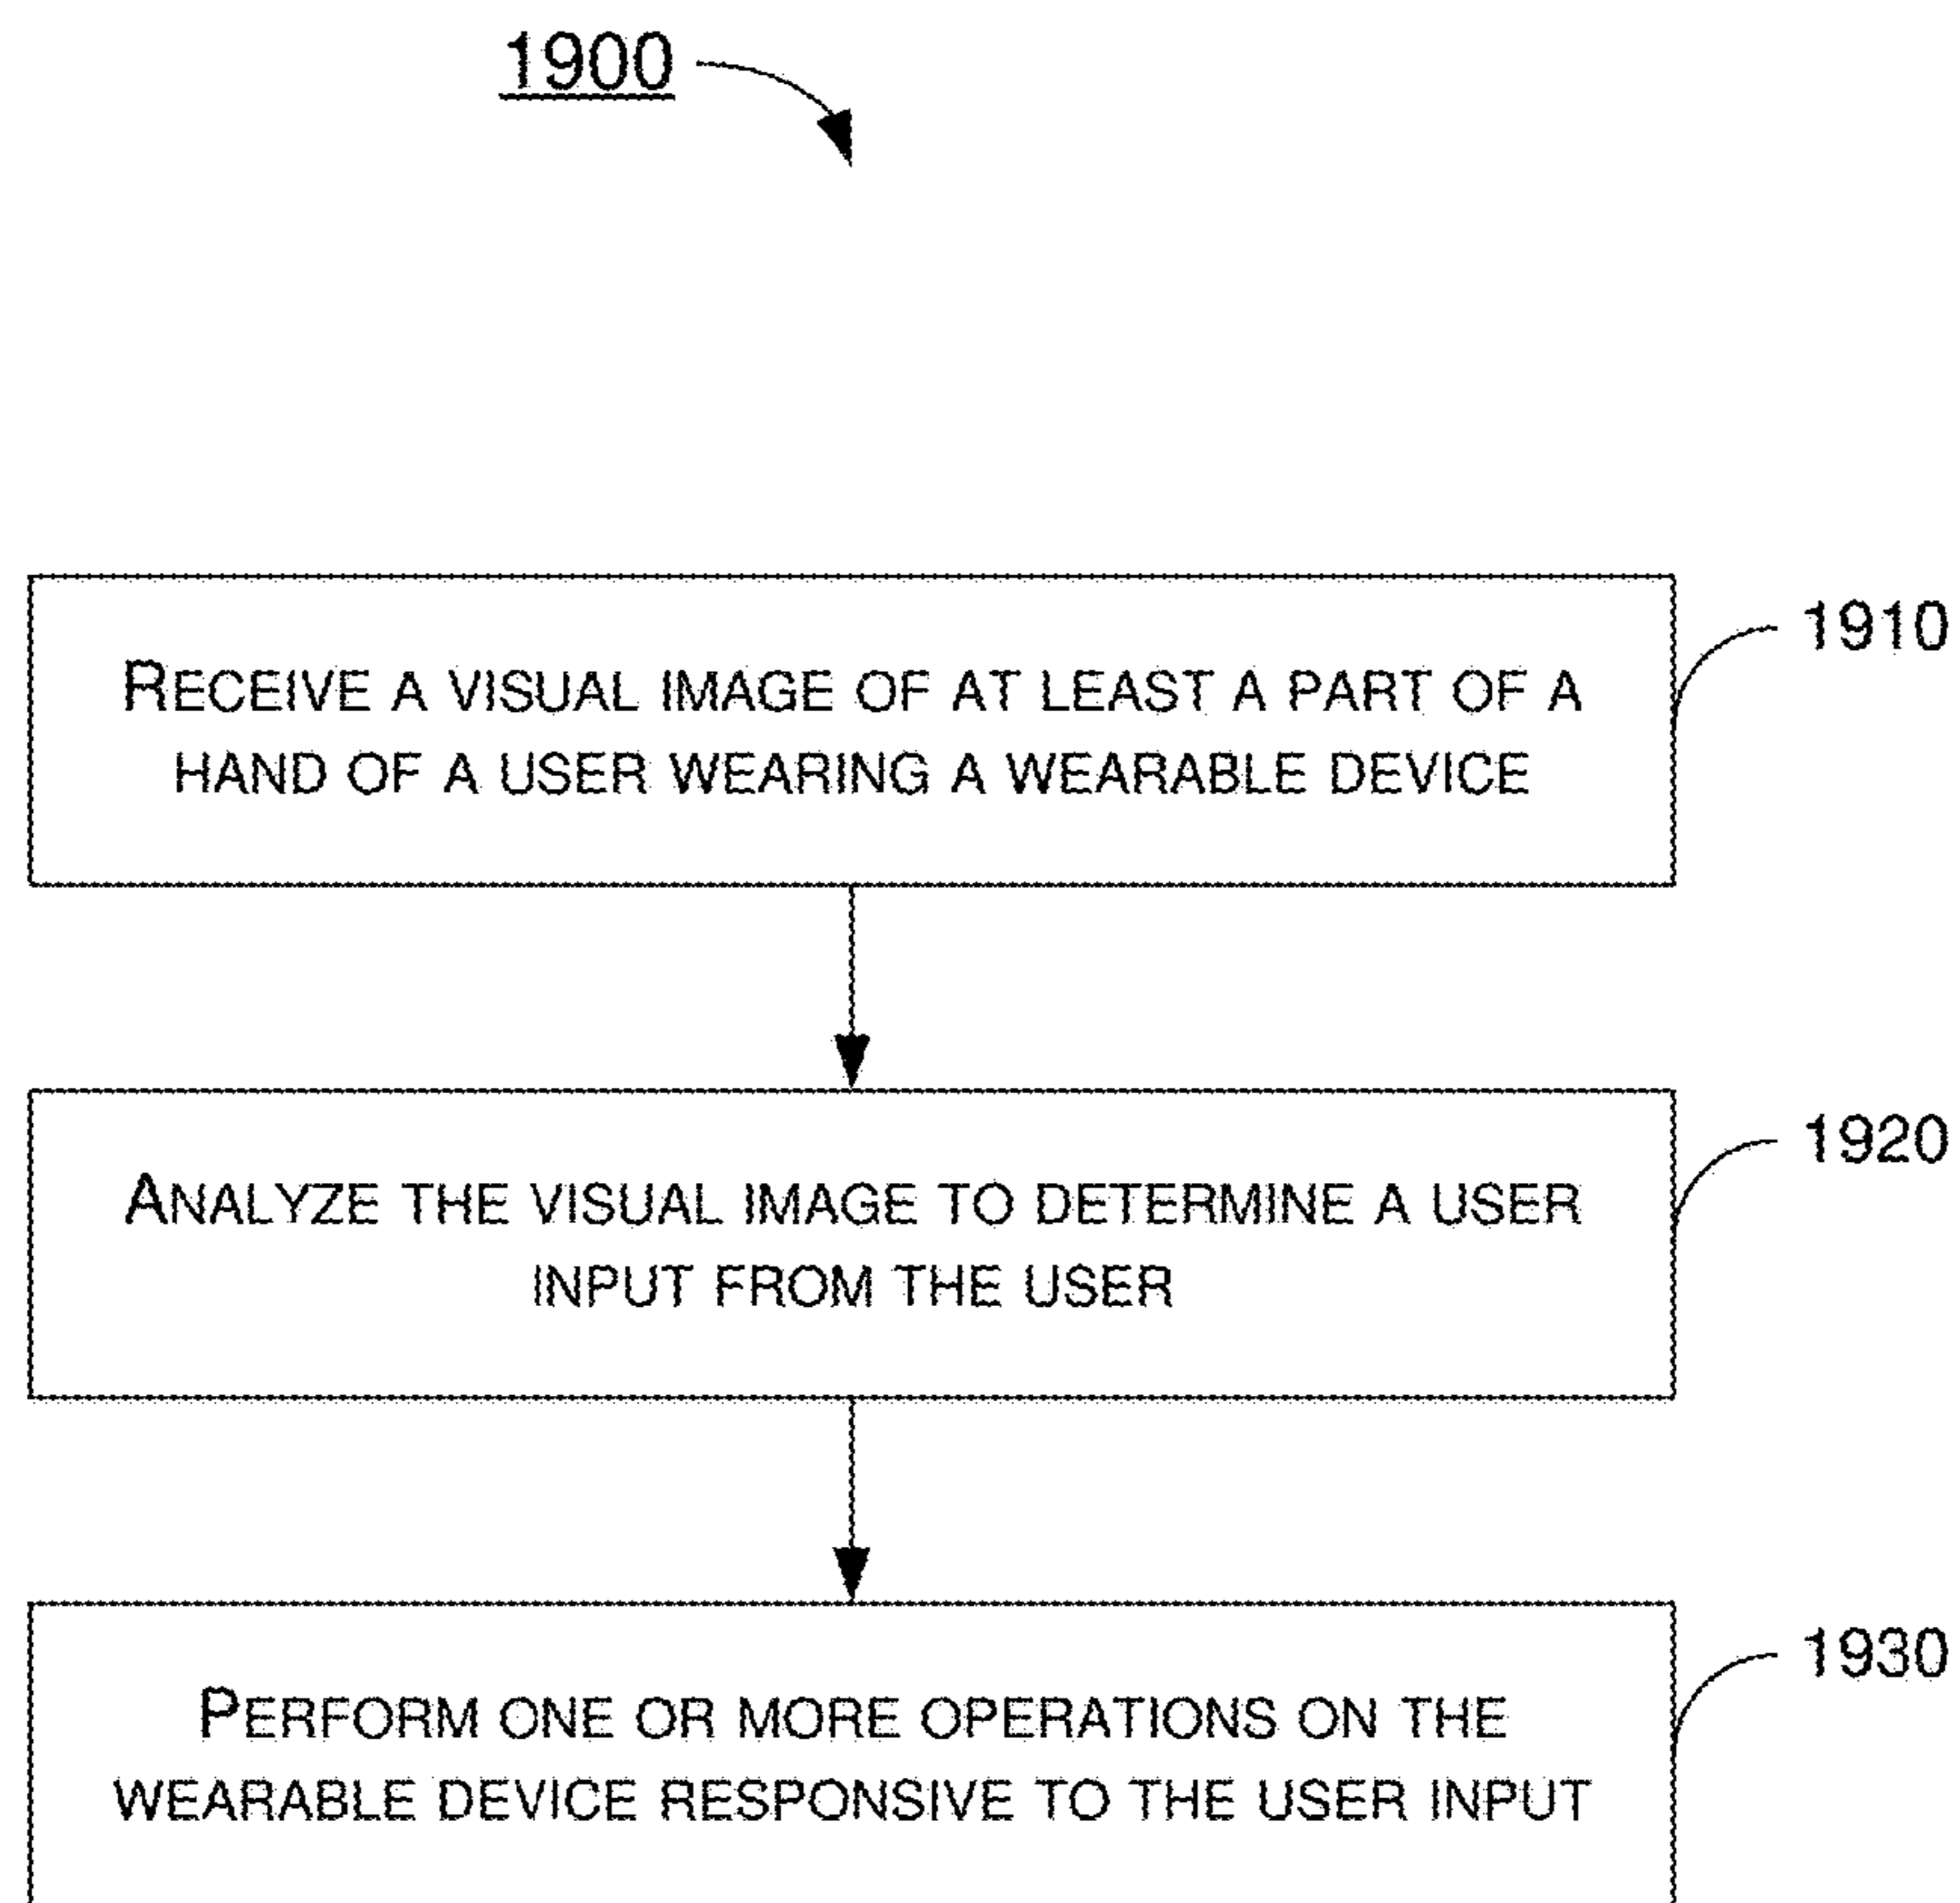 1900
RECEIVE A VISUAL IMAGE OF AT LEAST A PART OF A
HAND OF A USER WEARING A WEARABLE DEVICE
1910
ANALYZE THE VISUAL IMAGE TO DETERMINE A USER
INPUT FROM THE USER
1920
PERFORM ONE OR MORE OPERATIONS ON THE
WEARABLE DEVICE RESPONSIVE TO THE USER INPUT
1930